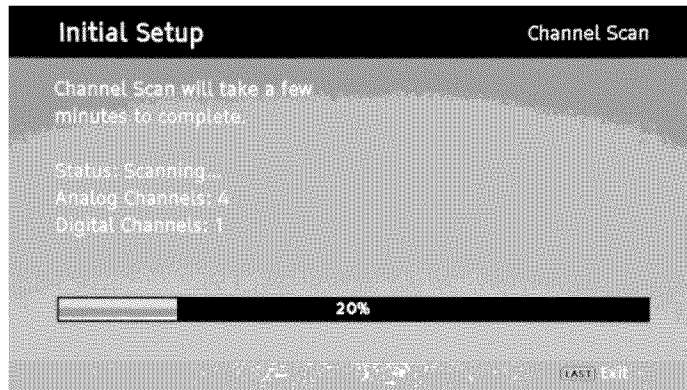 Initial Setup
Channel Scan
Channel Scan will take a few
minutes to complete.
Status: Scanning...
Analog Channels: 4
Digital Channels: 1
20%
LAST Exit